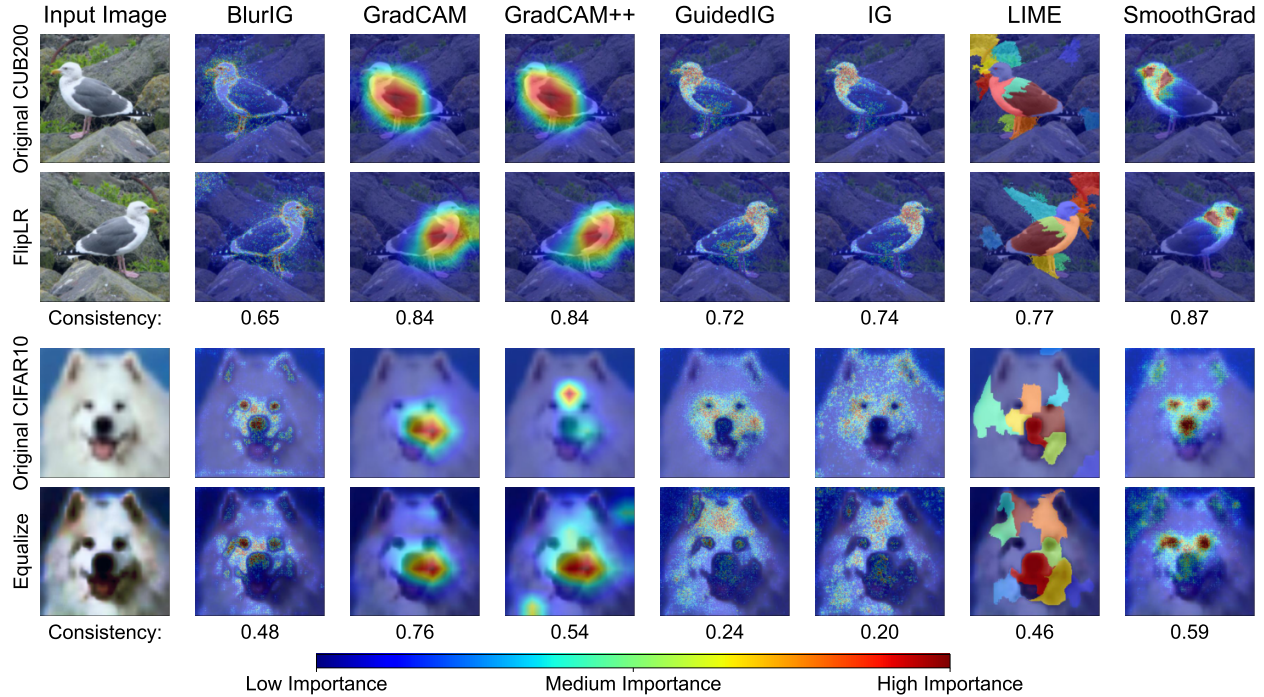 Input Image BlurIG GradCAM GradCAM++ GuidedIG IG LIME SmoothGrad
Original CUB200
FlipLR
Consistency: 0.65 0.84 0.84 0.72 0.74 0.77 0.87
Original CIFAR10
Equalize
Consistency: 0.48 0.76 0.54 0.24 0.20 0.46 0.59
Low Importance Medium Importance High Importance